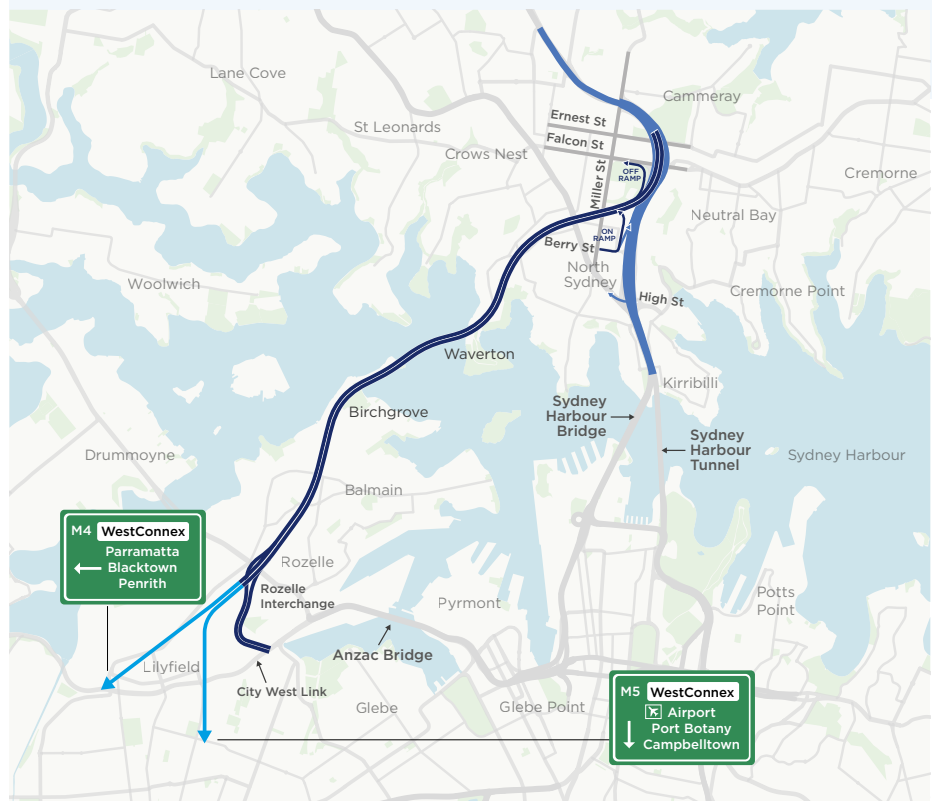 Lane Cove
Cammeray
Ernest St
St Leonards
Falcon St
Crows Nest
Miller St
OFF
RAMP
Cremorne
Neutral Bay
ON
RAMP
Berry St
North
Sydney
Woolwich
High St
Cremorne Point
Waverton
Kirribilli
Birchgrove
Sydney
Harbour
Bridge
Sydney
Harbour
Tunnel
Drummoyne
Sydney Harbour
Balmain
M4 WestConnex
Parramatta
Blacktown
Penrith
Rozelle
Rozelle
Interchange
Pyrmont
Potts
Point
Anzac Bridge
Lilyfield
City West Link
Glebe
Glebe Point
M5 WestConnex
Airport
Port Botany
Campbelltown